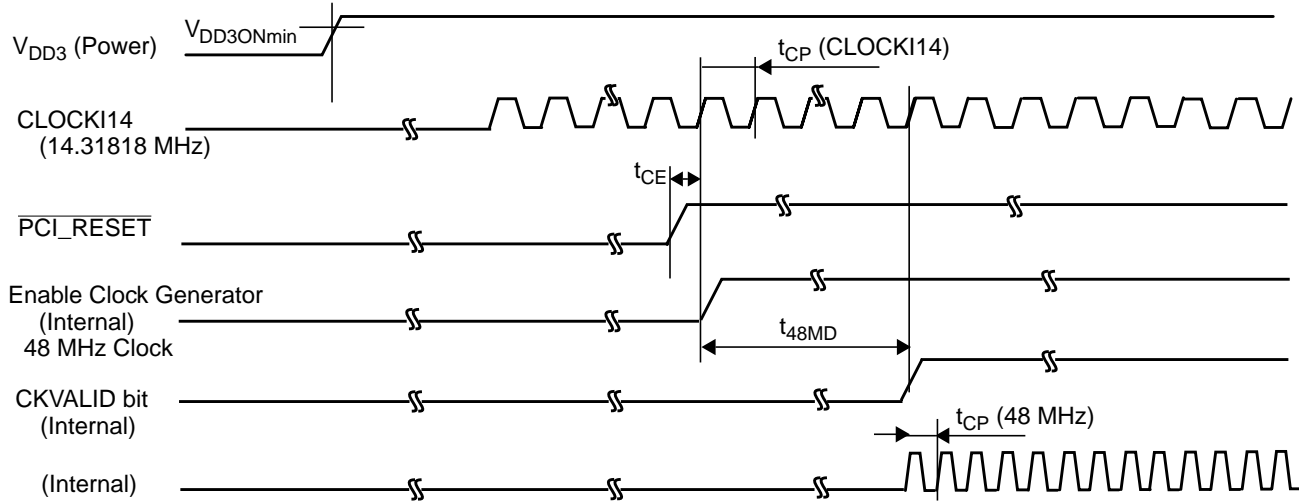 VDD3 (Power)
VDD3ONmin
tCP (CLOCKI14)
CLOCKI14
(14.31818 MHz)
tCE
PCI_RESET
Enable Clock Generator
(Internal)
48 MHz Clock
t48MD
CKVALID bit
(Internal)
tCP (48 MHz)
(Internal)